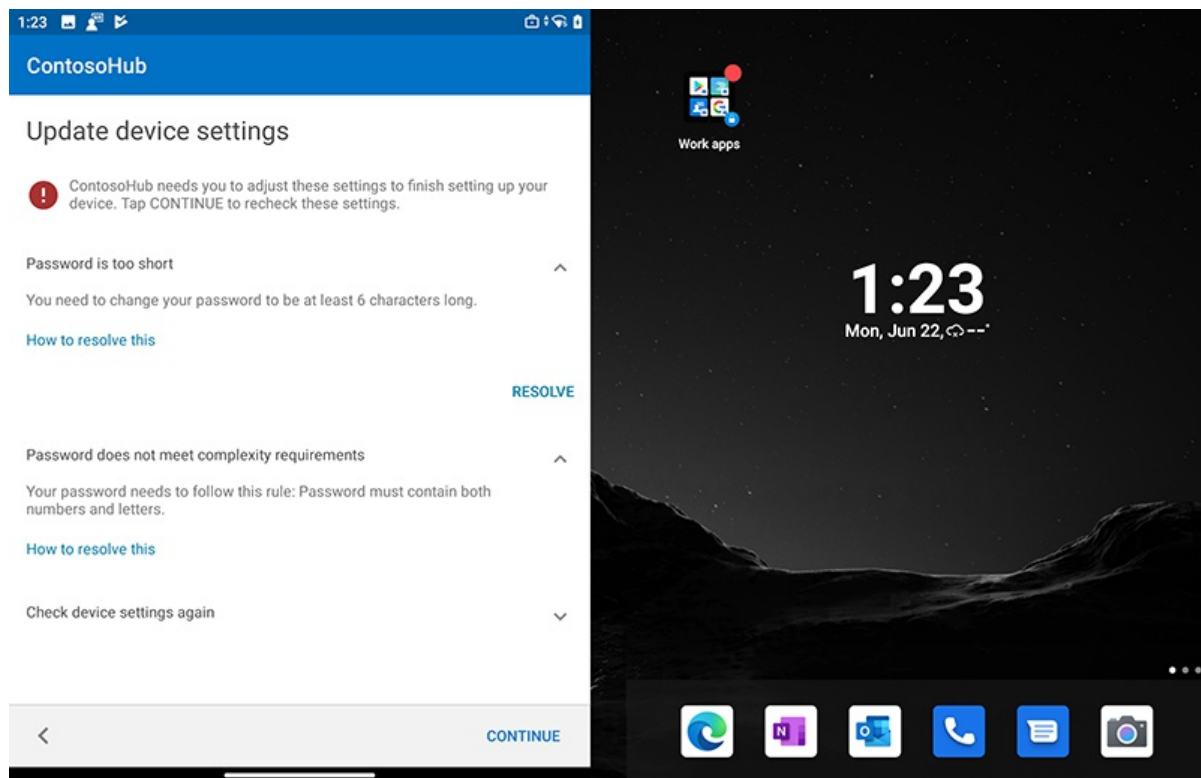 1:23
ContosoHub
Update device settings
ContosoHub needs you to adjust these settings to finish setting up your
device. Tap CONTINUE to recheck these settings.
Password is too short
You need to change your password to be at least 6 characters long.
How to resolve this
RESOLVE
Password does not meet complexity requirements
Your password needs to follow this rule: Password must contain both
numbers and letters.
How to resolve this
Check device settings again
CONTINUE
Work apps
1:23
Mon, Jun 22, --°
N